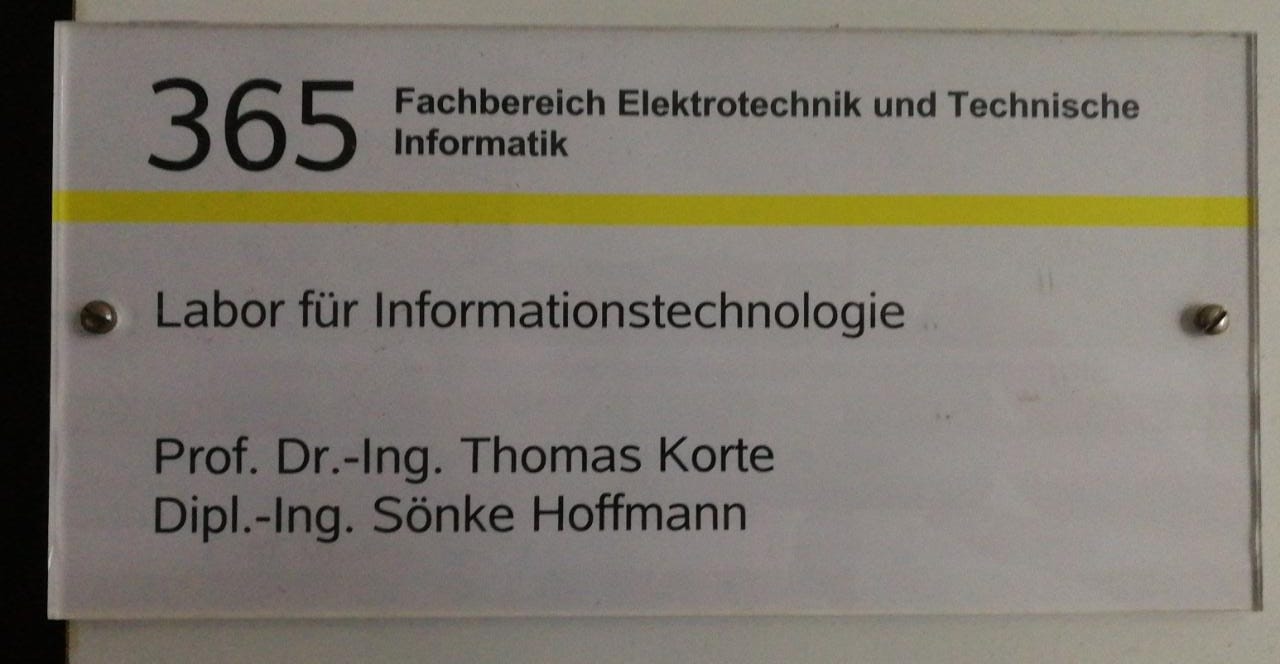 365
Fachbereich Elektrotechnik und Technische
Informatik
Labor für Informationstechnologie
Prof. Dr.-Ing. Thomas Korte
Dipl.-Ing. Sönke Hoffmann